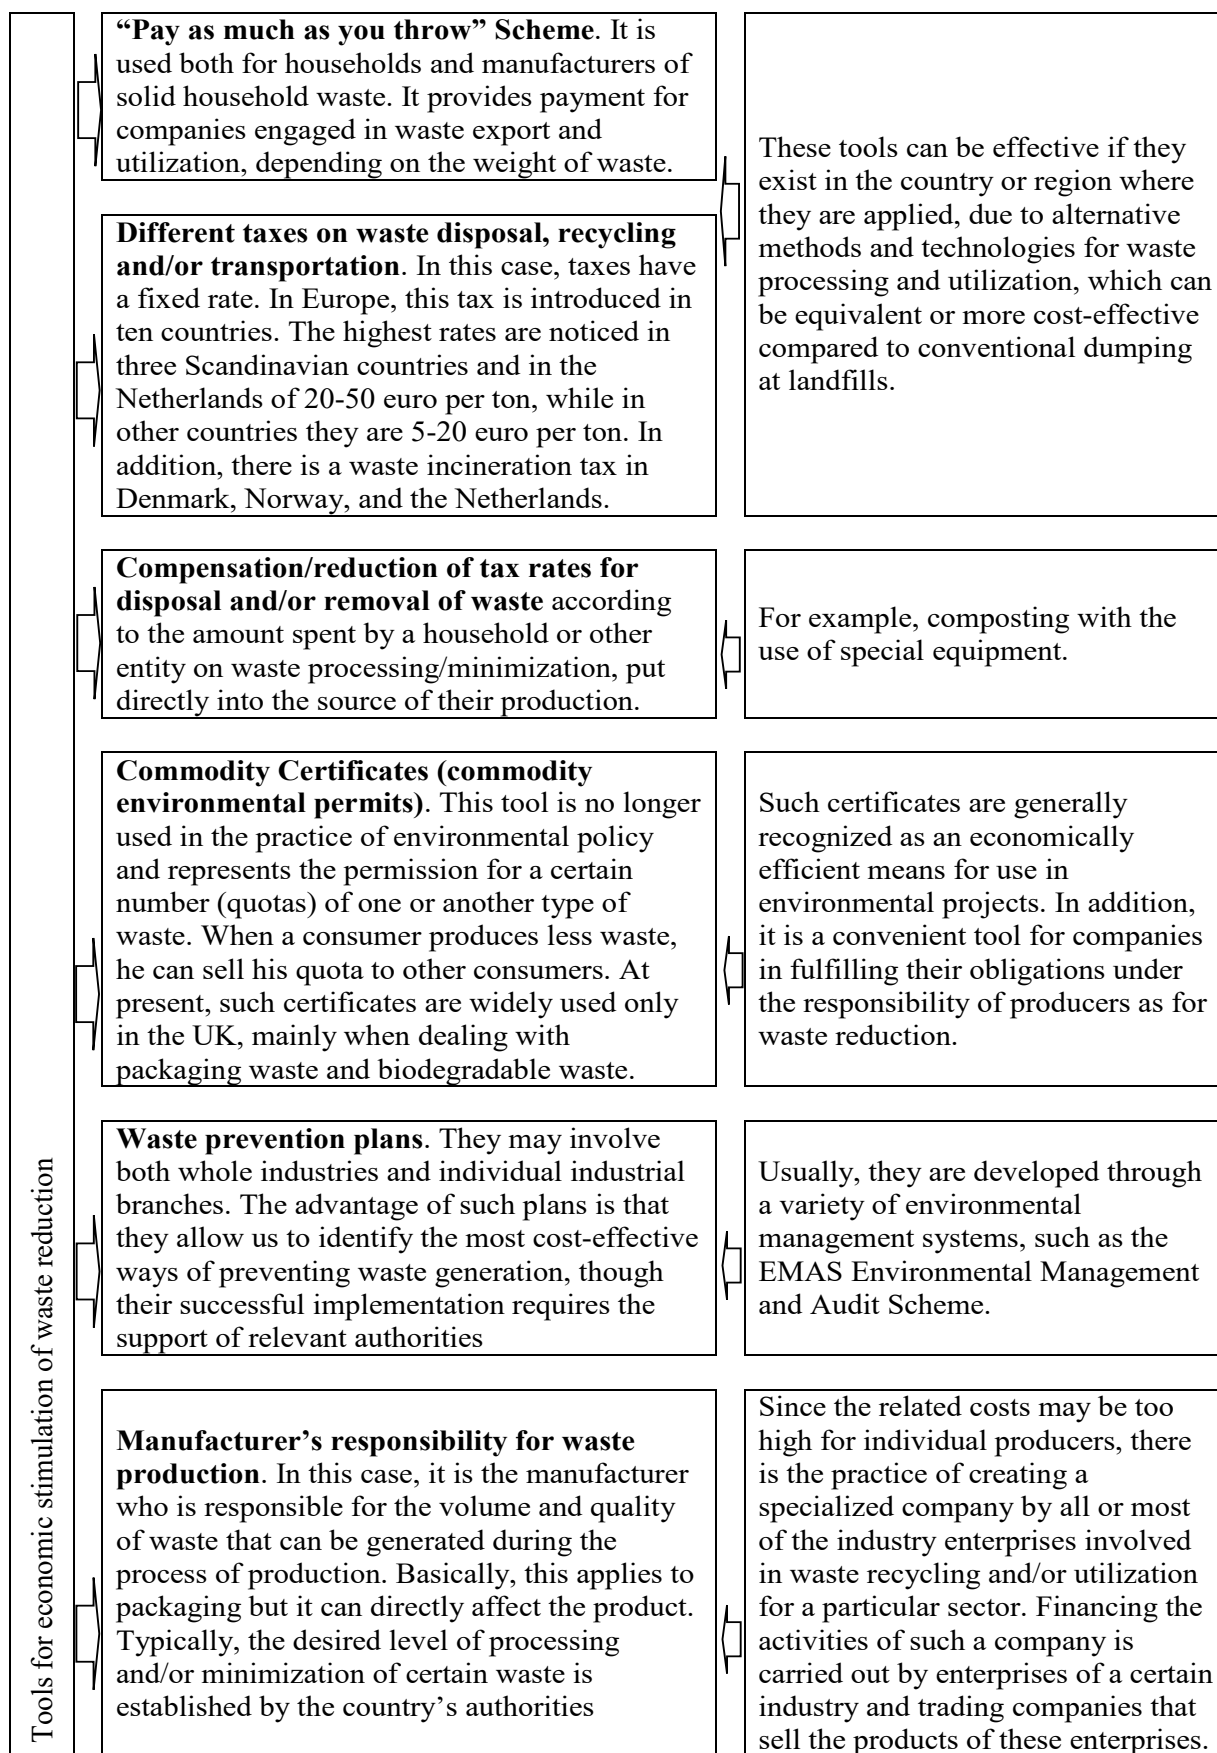 “Pay as much as you throw” Scheme. It is
used both for households and manufacturers of
solid household waste. It provides payment for
companies engaged in waste export and
utilization, depending on the weight of waste.
Different taxes on waste disposal, recycling
and/or transportation. In this case, taxes have
a fixed rate. In Europe, this tax is introduced in
ten countries. The highest rates are noticed in
three Scandinavian countries and in the
Netherlands of 20-50 euro per ton, while in
other countries they are 5-20 euro per ton. In
addition, there is a waste incineration tax in
Denmark, Norway, and the Netherlands.
These tools can be effective if they
exist in the country or region where
they are applied, due to alternative
methods and technologies for waste
processing and utilization, which can
be equivalent or more cost-effective
compared to conventional dumping
at landfills.
Compensation/reduction of tax rates for
disposal and/or removal of waste according
to the amount spent by a household or other
entity on waste processing/minimization, put
directly into the source of their production.
For example, composting with the
use of special equipment.
Commodity Certificates (commodity
environmental permits). This tool is no longer
used in the practice of environmental policy
and represents the permission for a certain
number (quotas) of one or another type of
waste. When a consumer produces less waste,
he can sell his quota to other consumers. At
present, such certificates are widely used only
in the UK, mainly when dealing with
packaging waste and biodegradable waste.
Such certificates are generally
recognized as an economically
efficient means for use in
environmental projects. In addition,
it is a convenient tool for companies
in fulfilling their obligations under
the responsibility of producers as for
waste reduction.
Waste prevention plans. They may involve
both whole industries and individual industrial
branches. The advantage of such plans is that
they allow us to identify the most cost-effective
ways of preventing waste generation, though
their successful implementation requires the
support of relevant authorities
Usually, they are developed through
a variety of environmental
management systems, such as the
EMAS Environmental Management
and Audit Scheme.
Manufacturer’s responsibility for waste
production. In this case, it is the manufacturer
who is responsible for the volume and quality
of waste that can be generated during the
process of production. Basically, this applies to
packaging but it can directly affect the product.
Typically, the desired level of processing
and/or minimization of certain waste is
established by the country’s authorities
Since the related costs may be too
high for individual producers, there
is the practice of creating a
specialized company by all or most
of the industry enterprises involved
in waste recycling and/or utilization
for a particular sector. Financing the
activities of such a company is
carried out by enterprises of a certain
industry and trading companies that
sell the products of these enterprises.
Tools for economic stimulation of waste reduction